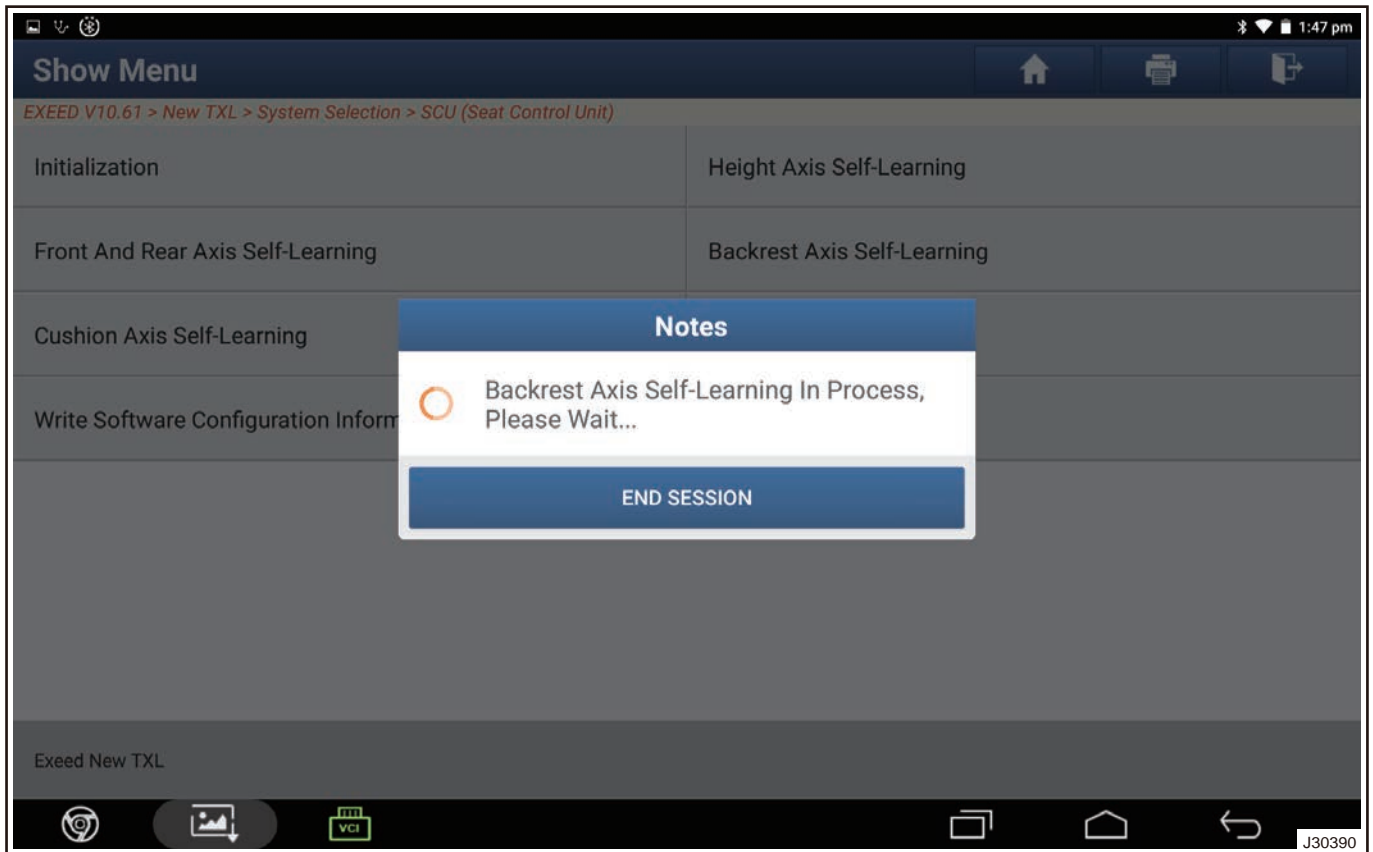 1:47 pm
Show Menu
EXEED V10.61 > New TXL > System Selection > SCU (Seat Control Unit)
Initialization
Height Axis Self-Learning
Front And Rear Axis Self-Learning
Backrest Axis Self-Learning
Cushion Axis Self-Learning
Notes
Backrest Axis Self-Learning In Process,
Please Wait...
Write Software Configuration Inform
END SESSION
Exeed New TXL
VCI
J30390